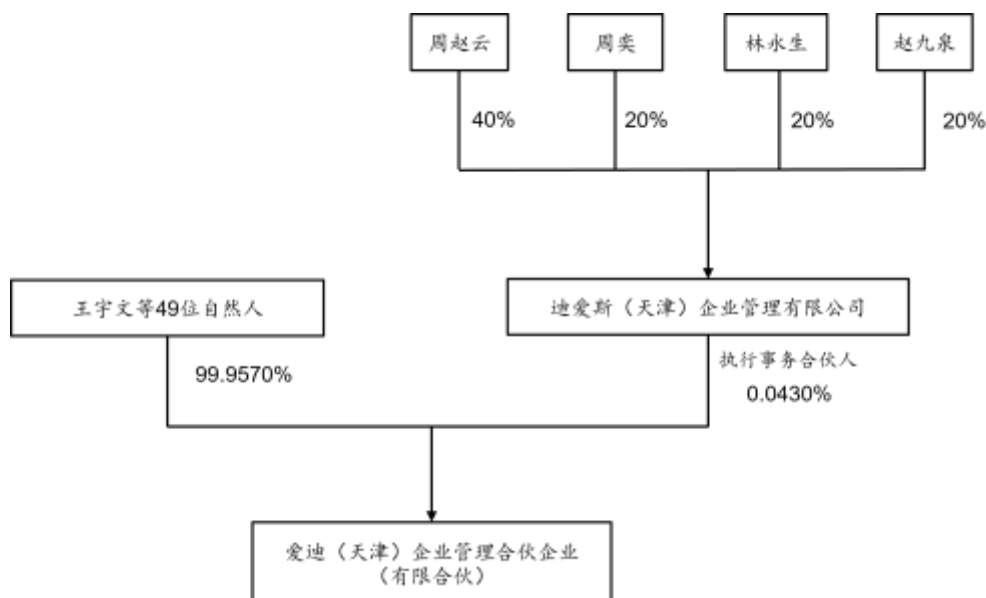 周赵云
周奕
林永生
赵九泉
40%
20%
20%
20%
王宇文等49位自然人
迪爱斯（天津）企业管理有限公司
99.9570%
执行事务合伙人
0.0430%
爱迪（天津）企业管理合伙企业
（有限合伙）